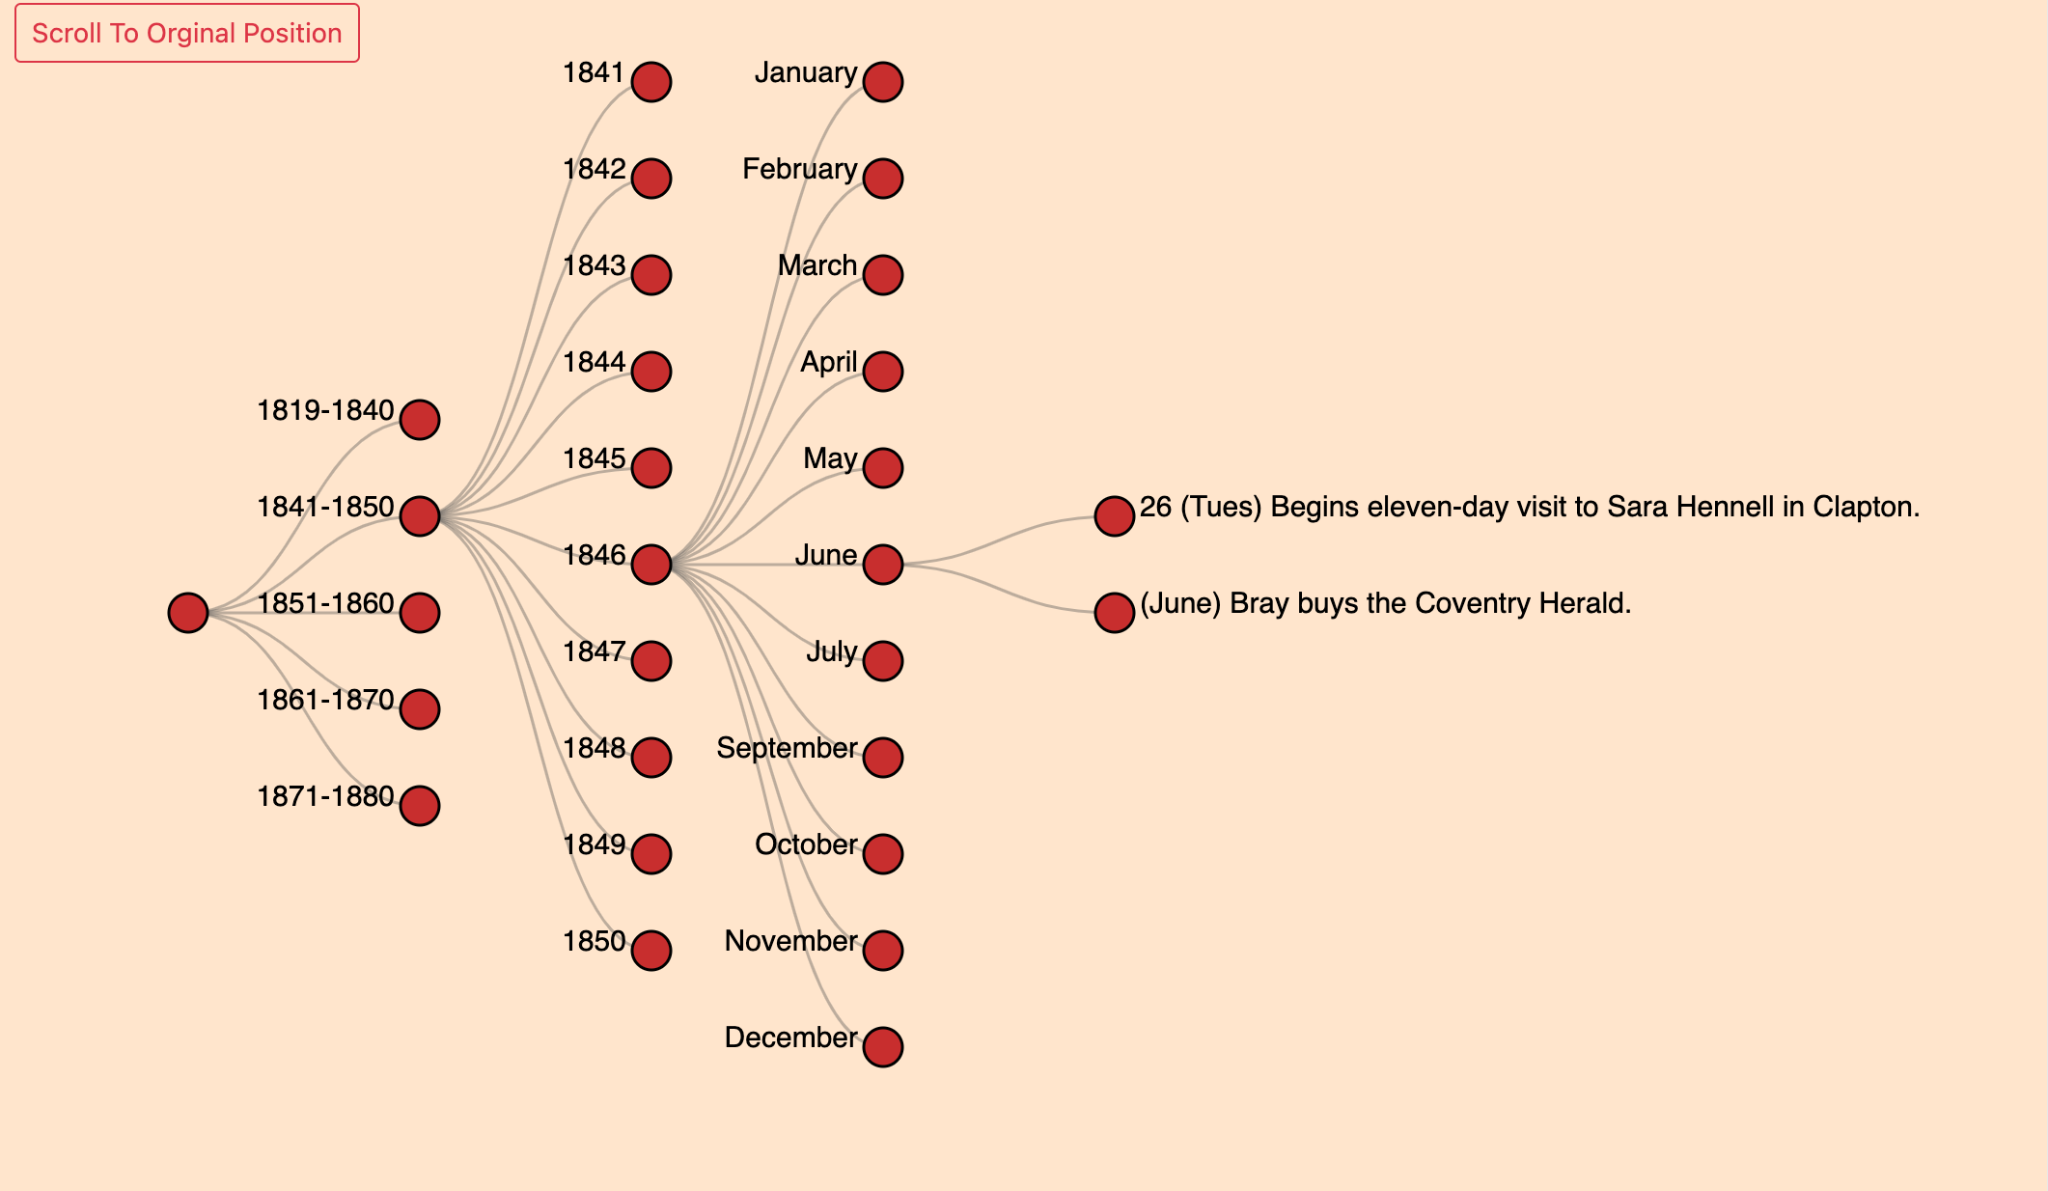 Scroll To Orginal Position
1819-1840
1841-1850
1851-1860
1861-1870
1871-1880
1841
1842
1843
1844
1845
1846
1847
1848
1849
1850
January
February
March
April
May
June
July
September
October
November
December
26 (Tues) Begins eleven-day visit to Sara Hennell in Clapton.
(June) Bray buys the Coventry Herald.